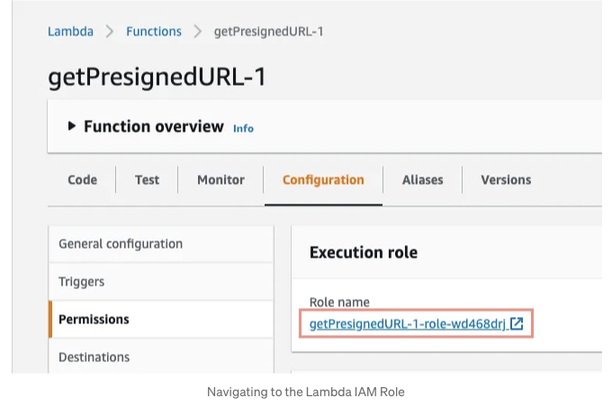 Lambda > Functions > getPresignedURL-1
getPresignedURL-1
Function overview Info
Code Test Monitor Configuration Aliases Versions
General configuration
Triggers
Permissions
Destinations
Execution role
Role name
getPresignedURL-1-role-wd468drj
Navigating to the Lambda IAM Role